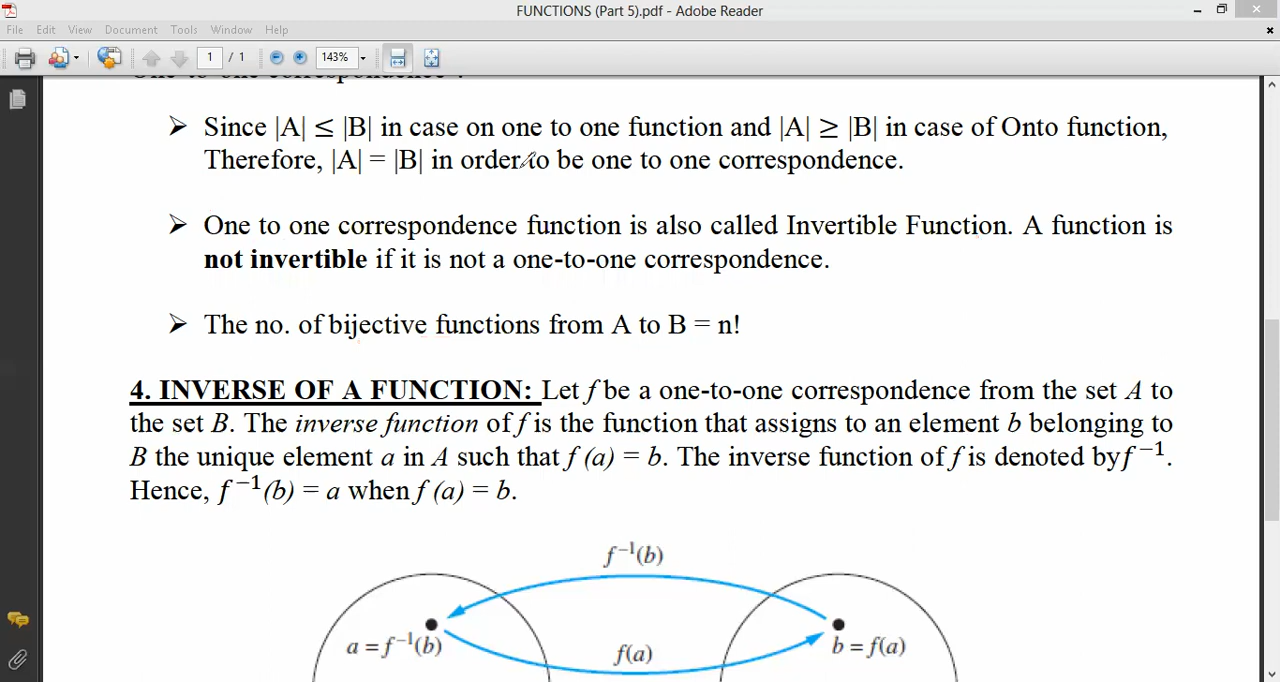 FUNCTIONS (Part 5).pdf - Adobe Reader
File Edit View Document Tools Window Help
1 / 1 143%
One-to-one correspondence .
➢ Since |A| ≤ |B| in case on one to one function and |A| ≥ |B| in case of Onto function,
Therefore, |A| = |B| in order to be one to one correspondence.
➢ One to one correspondence function is also called Invertible Function. A function is
not invertible if it is not a one-to-one correspondence.
➢ The no. of bijective functions from A to B = n!
4. INVERSE OF A FUNCTION: Let f be a one-to-one correspondence from the set A to
the set B. The inverse function of f is the function that assigns to an element b belonging to
B the unique element a in A such that f (a) = b. The inverse function of f is denoted by f⁻¹.
Hence, f⁻¹(b) = a when f (a) = b.
f⁻¹(b)
a = f⁻¹(b) f(a) b = f(a)